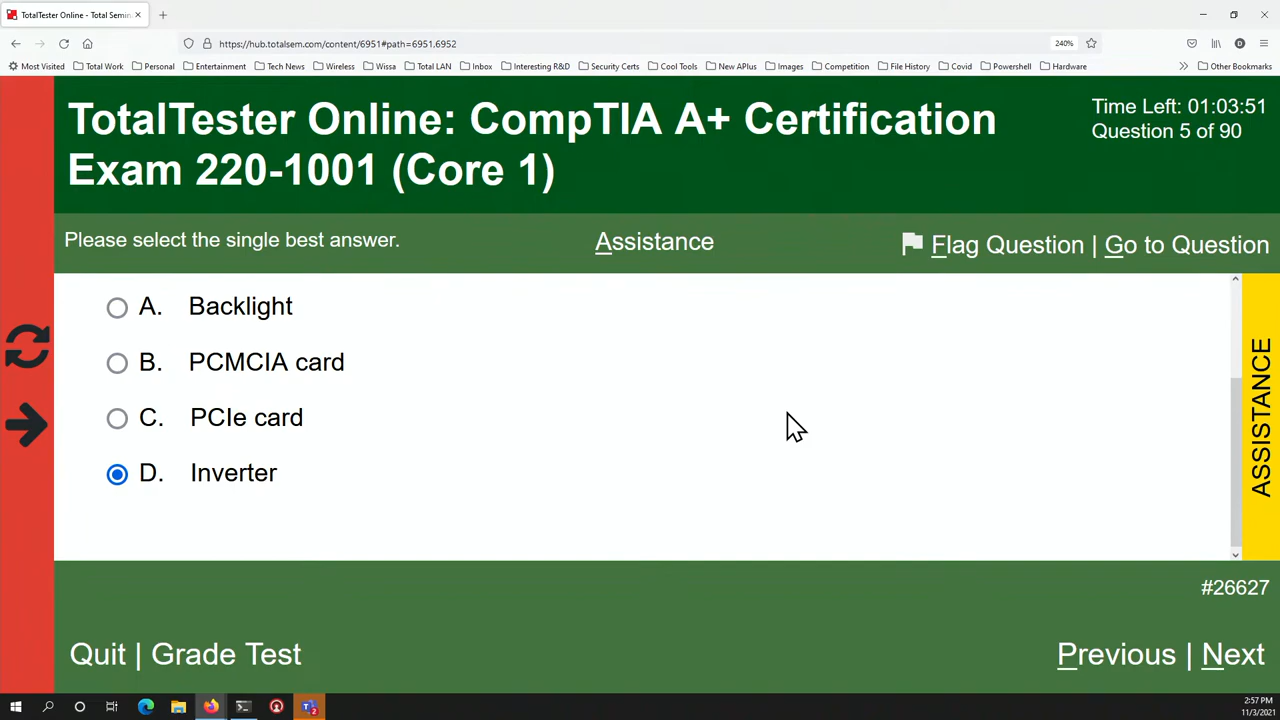 TotalTester Online - Total Semin
https://hub.totalsem.com/content/6951#path=6951.6952
240%
Most Visited
Total Work
Personal
Entertainment
Tech News
Wireless
Wissa
Total LAN
Inbox
Interesting R&D
Security Certs
Cool Tools
New APlus
Images
Competition
File History
Covid
Powershell
Hardware
Other Bookmarks
TotalTester Online: CompTIA A+ Certification
Exam 220-1001 (Core 1)
Time Left: 01:03:51
Question 5 of 90
Please select the single best answer.
Assistance
Flag Question | Go to Question
A. Backlight
B. PCMCIA card
C. PCIe card
D. Inverter
ASSISTANCE
#26627
Quit | Grade Test
Previous | Next
2:57 PM
11/3/2021